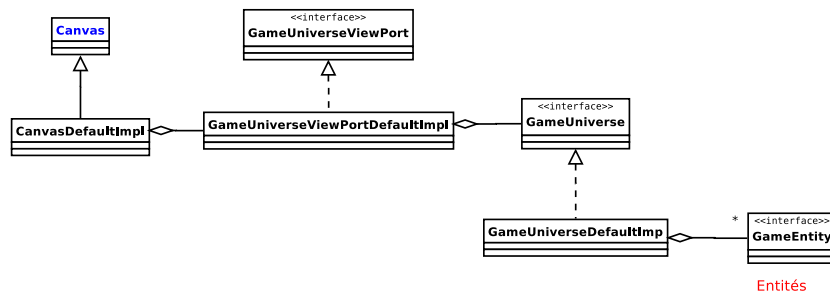 <<interface>>
GameUniverseViewPort
Canvas
<<interface>>
GameUniverse
CanvasDefaultImpl
GameUniverseViewPortDefaultImpl
<<interface>>
GameEntity
*
GameUniverseDefaultImp
Entités